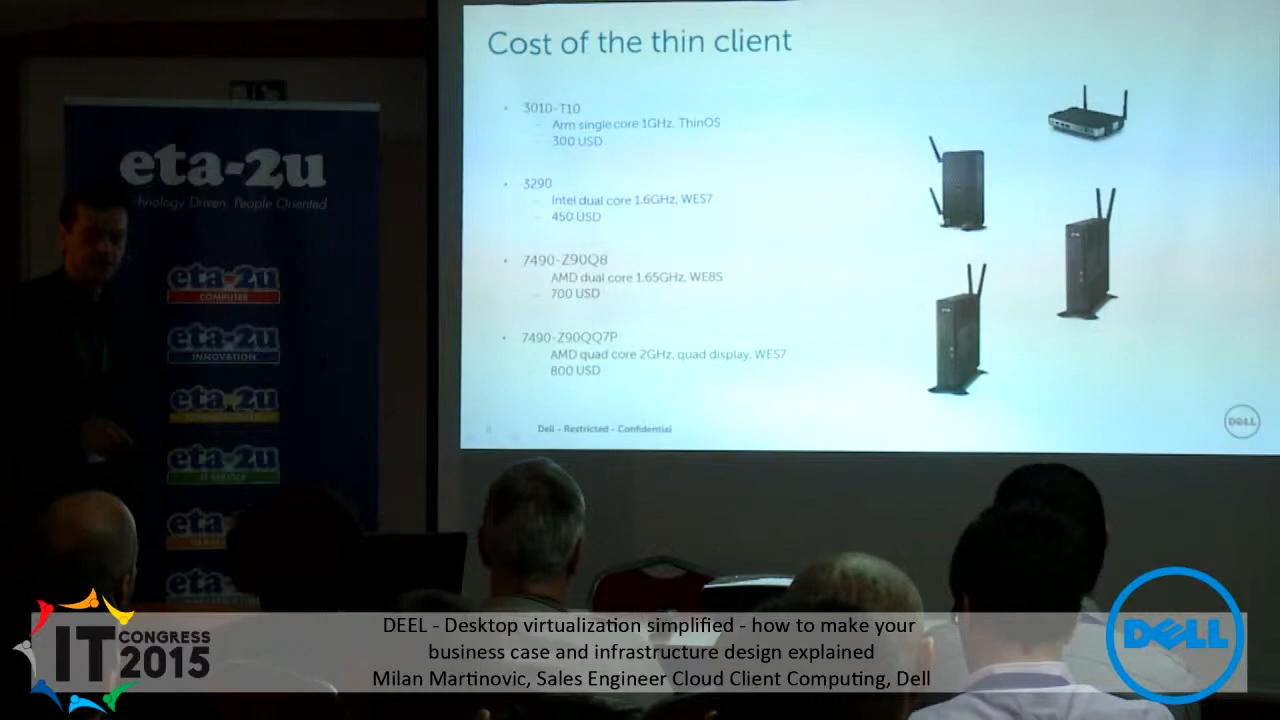 Cost of the thin client
3010-T10
Arm single core 1GHz, ThinOS
300 USD
3290
Intel dual core 1.6GHz, WES7
450 USD
7490-Z90Q8
AMD dual core 1.65GHz, WE8S
700 USD
7490-Z90QQ7P
AMD quad core 2GHz, quad display, WES7
800 USD
Dell - Restricted - Confidential
DELL
eta-2u
Technology Driven, People Oriented
eta-2u
COMPUTER
eta-2u
INNOVATION
eta-2u
eta-2u
IT SERVICE
eta-
eta-
IT CONGRESS
2015
DEEL - Desktop virtualization simplified - how to make your
business case and infrastructure design explained
Milan Martinovic, Sales Engineer Cloud Client Computing, Dell
DELL